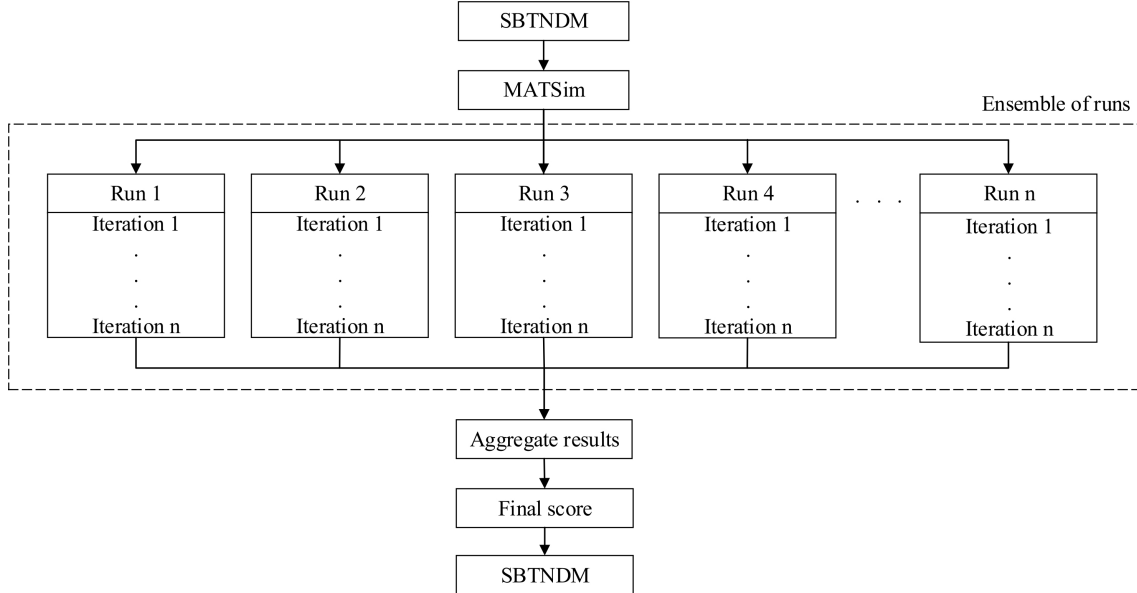 SBTNDM
MATSim
Ensemble of runs
Run 1
Iteration 1
.
.
.
Iteration n
Run 2
Iteration 1
.
.
.
Iteration n
Run 3
Iteration 1
.
.
.
Iteration n
Run 4
Iteration 1
.
.
.
Iteration n
. . .
Run n
Iteration 1
.
.
.
Iteration n
Aggregate results
Final score
SBTNDM